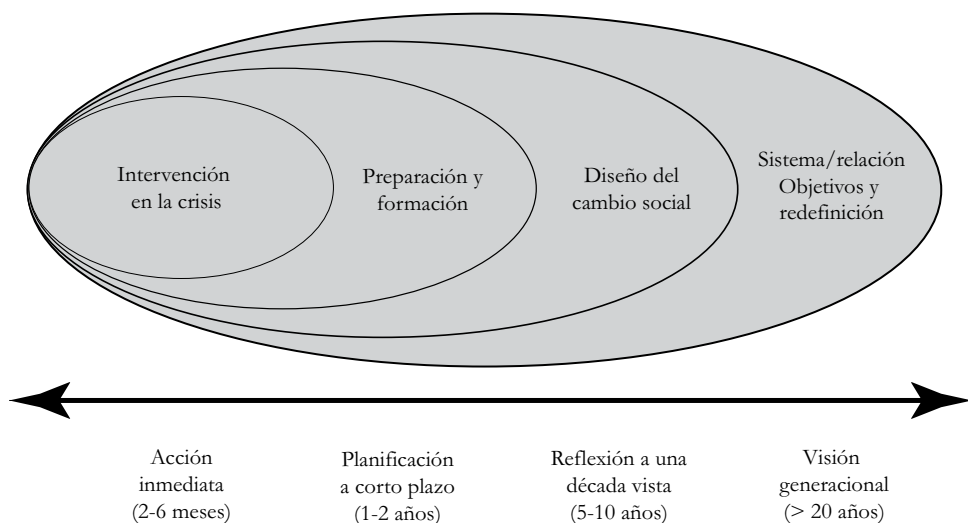 Intervención
en la crisis
Preparación y
formación
Diseño del
cambio social
Sistema/relación
Objetivos y
redefinición
Acción
inmediata
(2-6 meses)
Planificación
a corto plazo
(1-2 años)
Reflexión a una
década vista
(5-10 años)
Visión
generacional
(> 20 años)